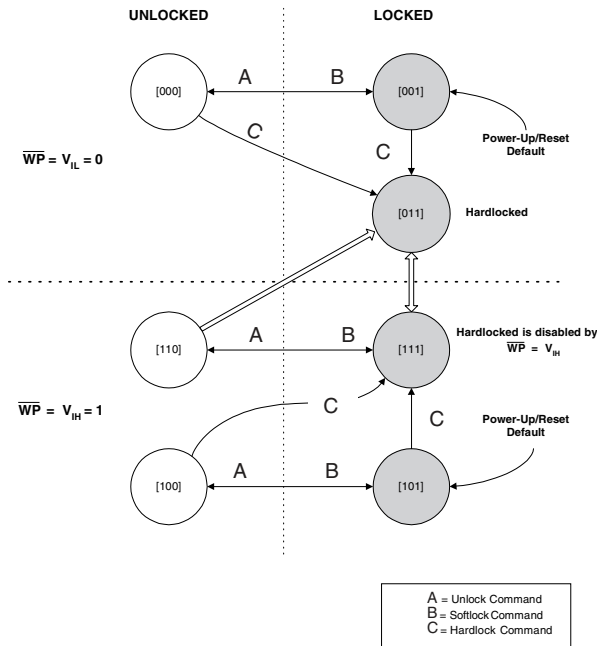 UNLOCKED LOCKED
[000] A B [001]
C C Power-Up/Reset
Default
WP = VIL = 0
[011] Hardlocked
[110] A B [111] Hardlocked is disabled by
WP = VIH
WP = VIH = 1
C C Power-Up/Reset
Default
[100] A B [101]
A = Unlock Command
B = Softlock Command
C = Hardlock Command